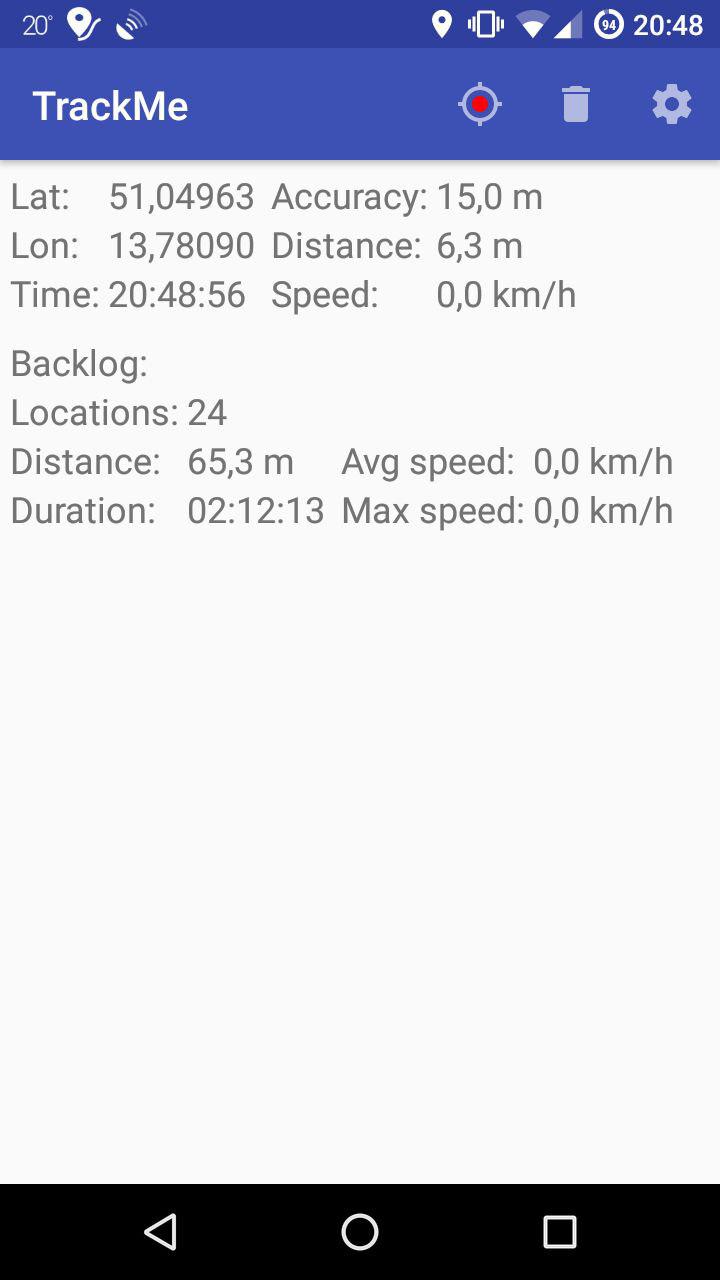 20° 94 20:48
TrackMe
Lat: 51,04963 Accuracy: 15,0 m
Lon: 13,78090 Distance: 6,3 m
Time: 20:48:56 Speed: 0,0 km/h
Backlog:
Locations: 24
Distance: 65,3 m Avg speed: 0,0 km/h
Duration: 02:12:13 Max speed: 0,0 km/h